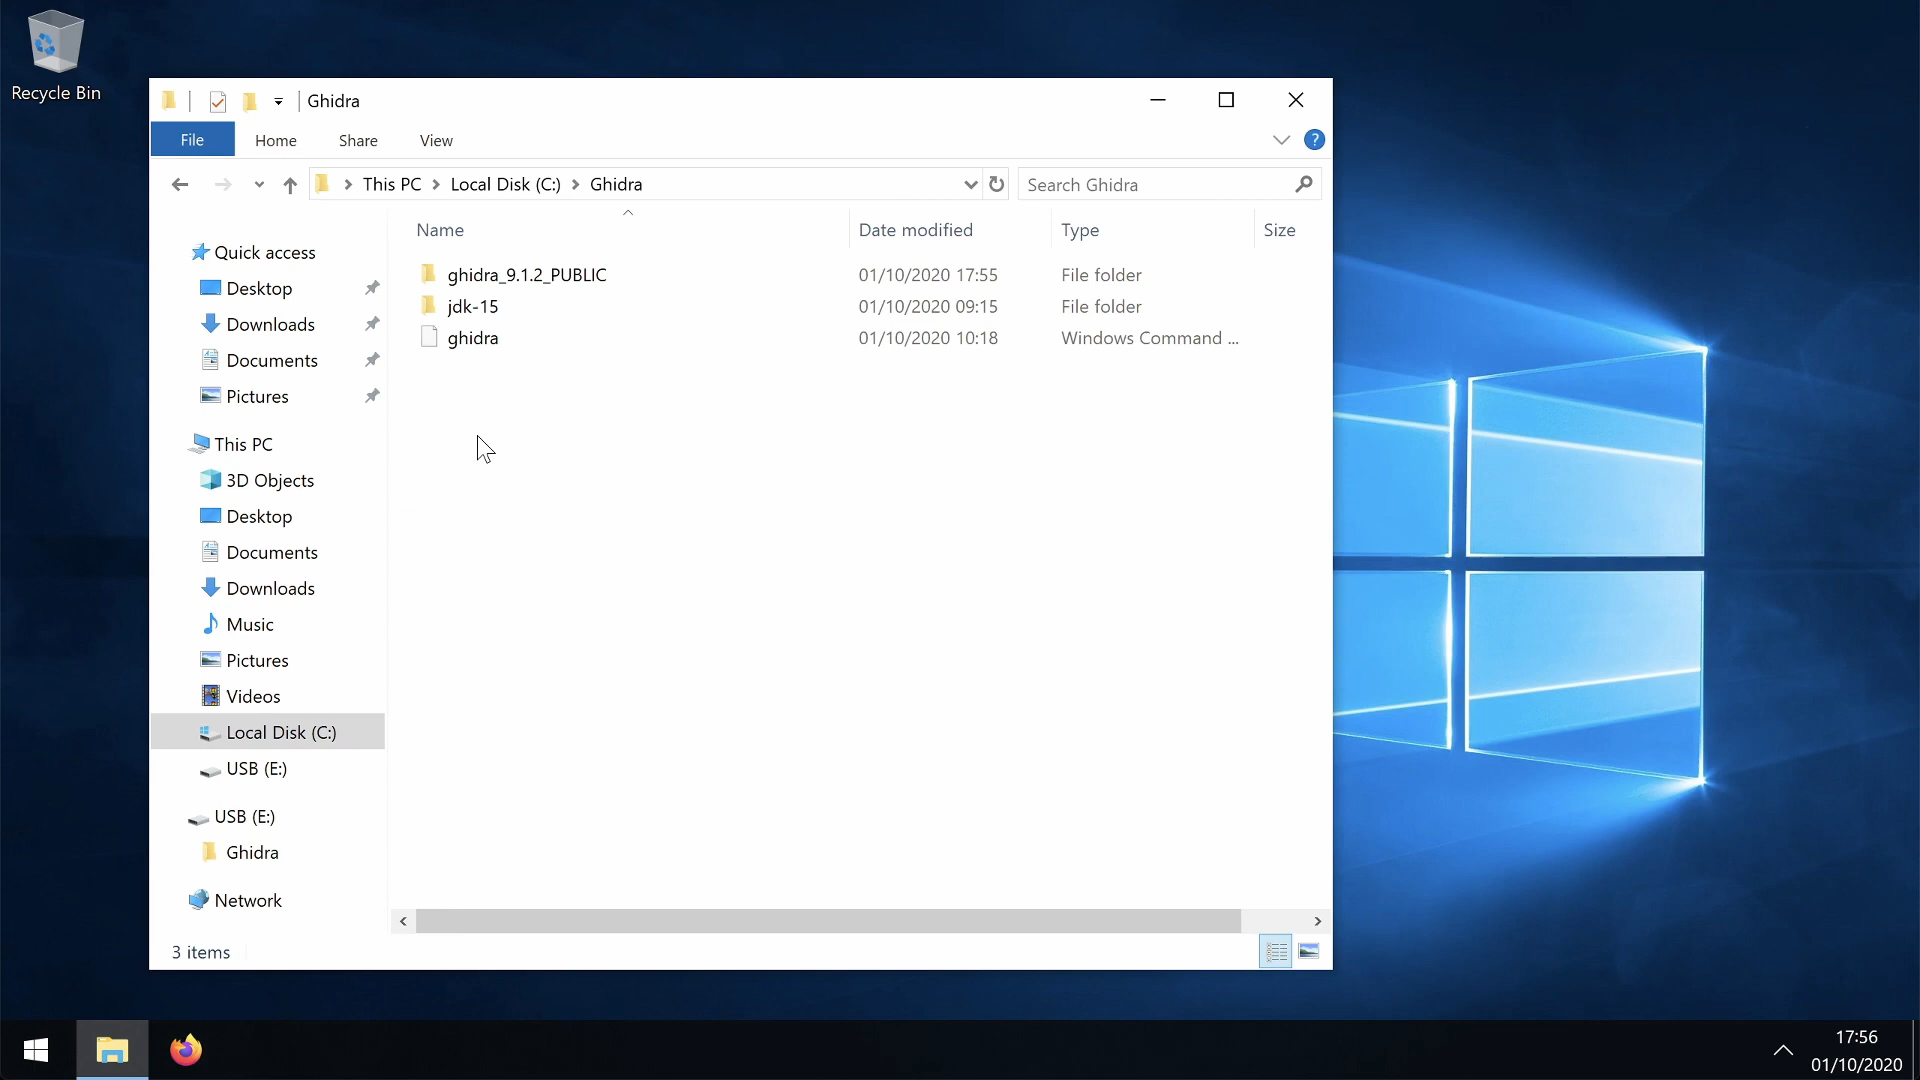 Recycle Bin
Ghidra
File Home Share View
This PC Local Disk (C:) Ghidra
Search Ghidra
Name Date modified Type Size
ghidra_9.1.2_PUBLIC 01/10/2020 17:55 File folder
jdk-15 01/10/2020 09:15 File folder
ghidra 01/10/2020 10:18 Windows Command ...
Quick access
Desktop
Downloads
Documents
Pictures
This PC
3D Objects
Desktop
Documents
Downloads
Music
Pictures
Videos
Local Disk (C:)
USB (E:)
USB (E:)
Ghidra
Network
3 items
17:56
01/10/2020